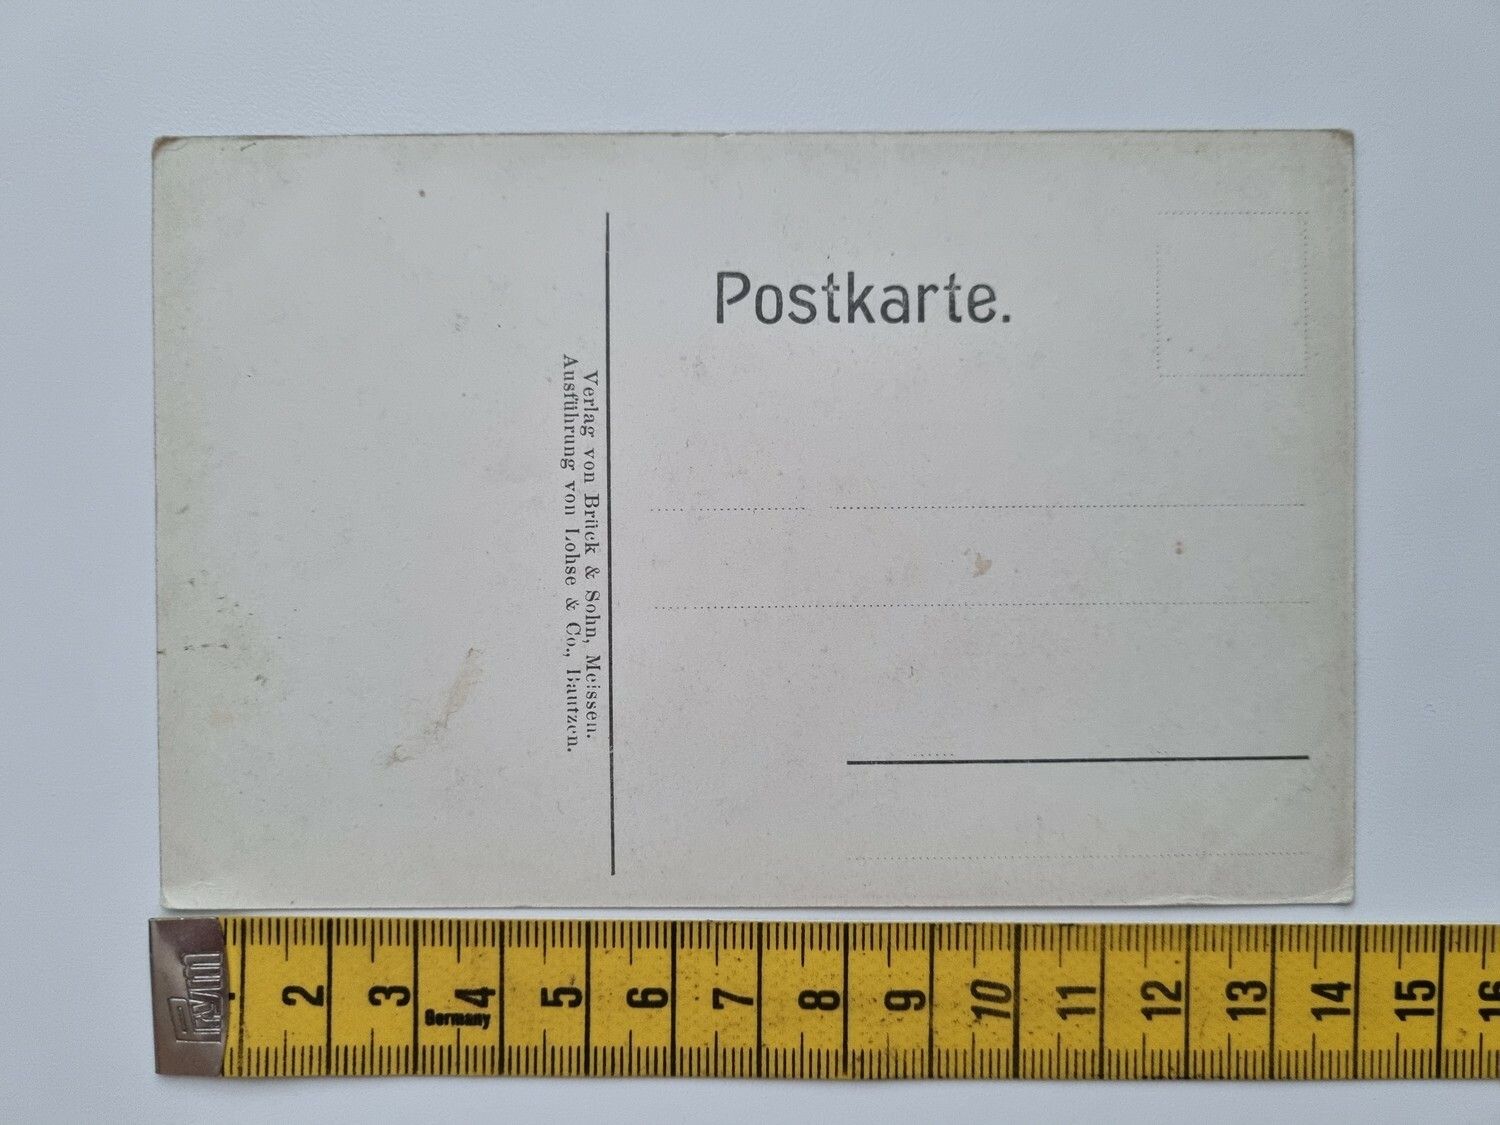 Postkarte.
Verlag von Brück & Sohn, Meissen.
Ausführung von Lohse & Co., Bautzen.
Prym
2 3 4 5 6 7 8 9 10 11 12 13 14 15 16
Germany